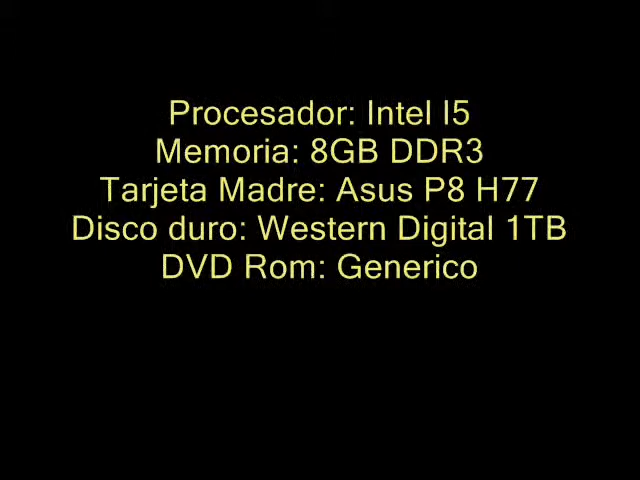 Procesador: Intel I5
Memoria: 8GB DDR3
Tarjeta Madre: Asus P8 H77
Disco duro: Western Digital 1TB
DVD Rom: Generico